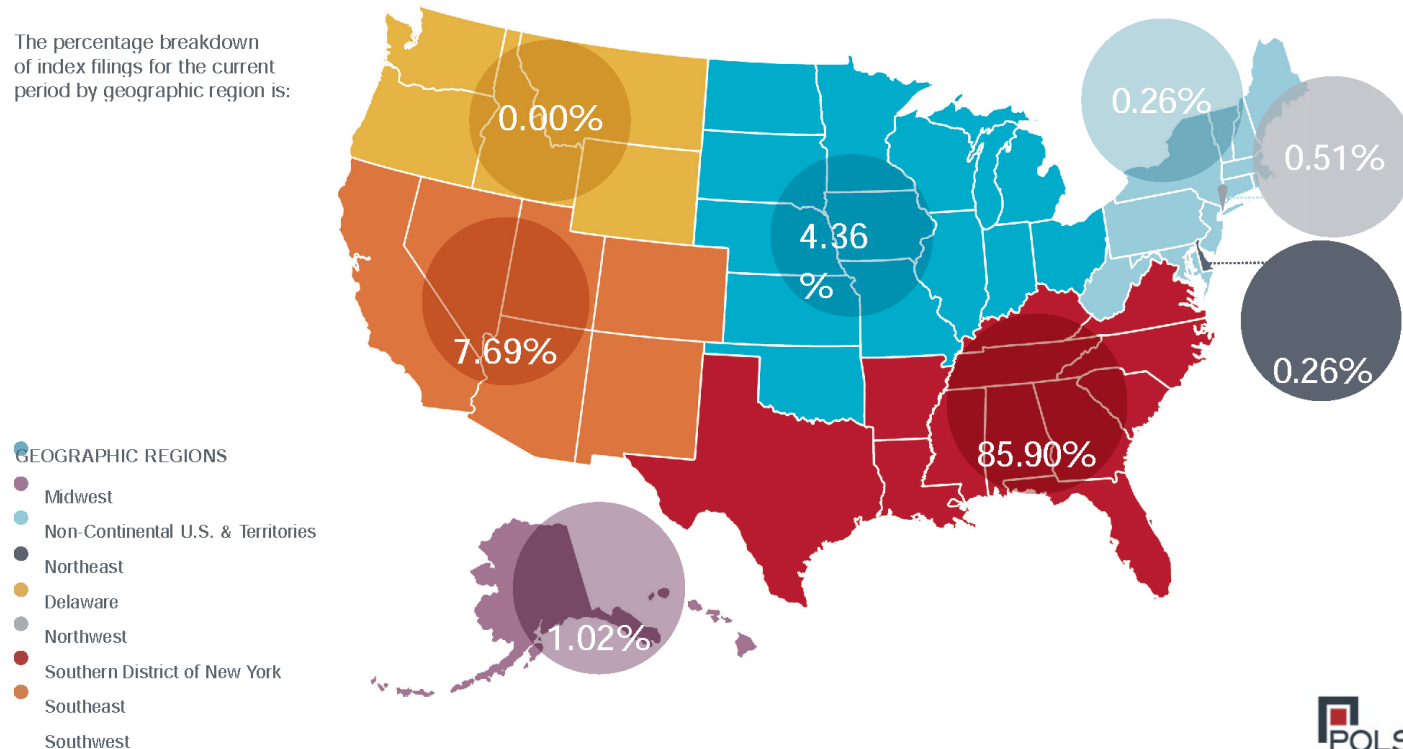 The percentage breakdown
of index filings for the current
period by geographic region is:
0.00%
0.26%
0.51%
4.36
%
7.69%
0.26%
85.90%
1.02%
GEOGRAPHIC REGIONS
Midwest
Non-Continental U.S. & Territories
Northeast
Delaware
Northwest
Southern District of New York
Southeast
Southwest
POLS